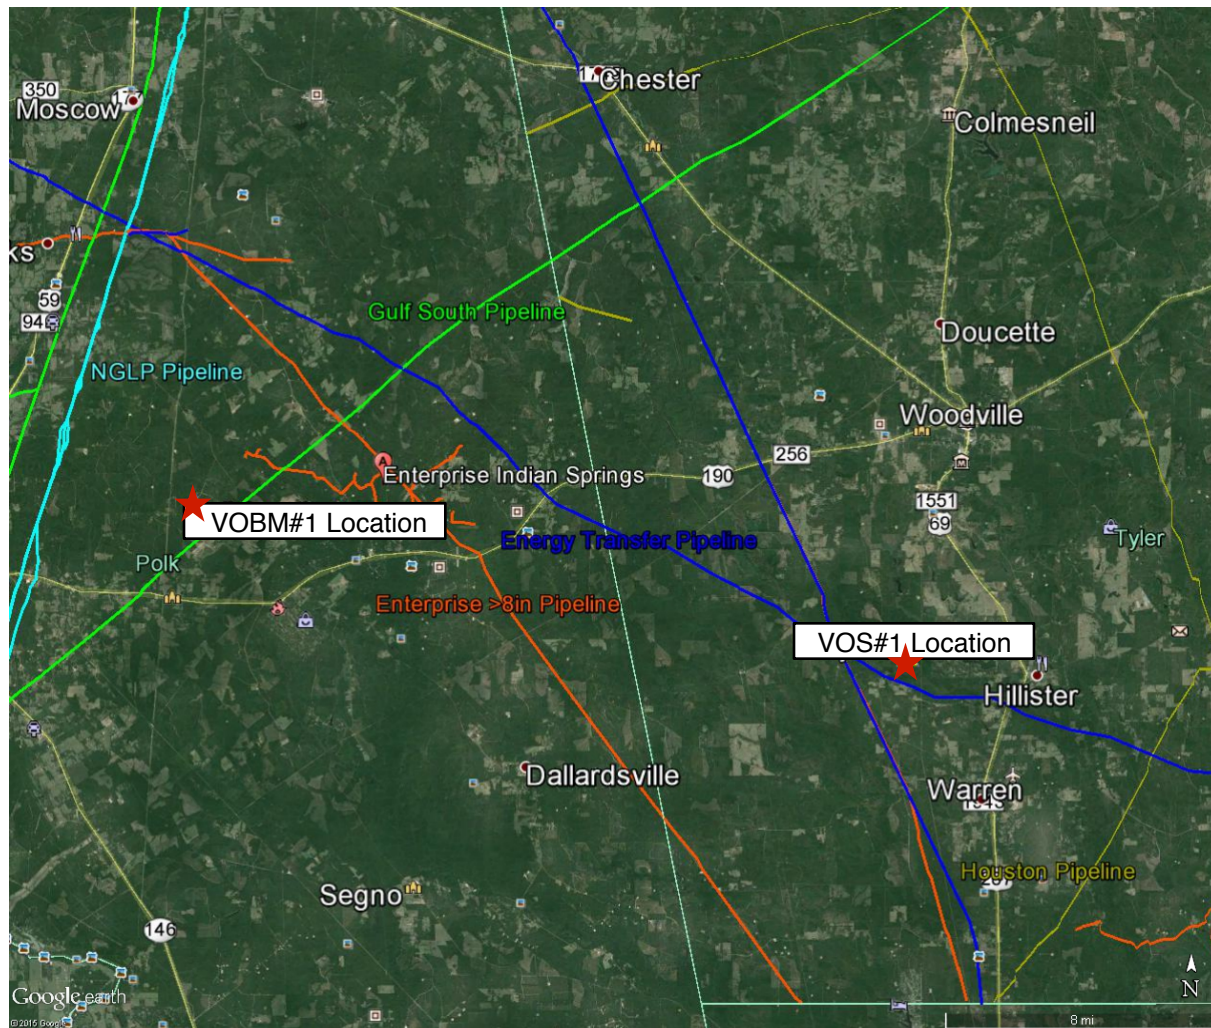 350
Moscow
Chester
Colmesneil
ks
59
Gulf South Pipeline
Doucette
NGLP Pipeline
Woodville
256
Enterprise Indian Springs
190
A
1551
69
VOBM#1 Location
Energy Transfer Pipeline
Tyler
Polk
Enterprise >8in Pipeline
VOS#1 Location
Hillister
Dallardsville
Warren
Houston Pipeline
Segno
146
Google earth
© 2015 Google
N
8 mi